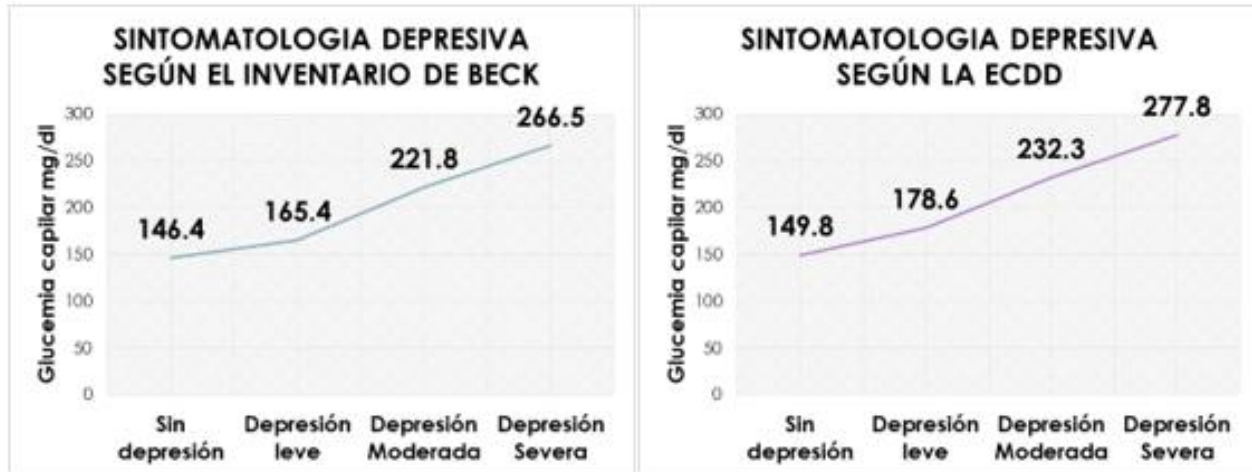 SINTOMATOLOGIA DEPRESIVA
SEGÚN EL INVENTARIO DE BECK
Glucemia capilar mg/dl
300
250
200
150
100
50
0
146.4
165.4
221.8
266.5
Sin
depresión
Depresión
leve
Depresión
Moderada
Depresión
Severa
SINTOMATOLOGIA DEPRESIVA
SEGÚN LA ECDD
Glucemia capilar mg/dl
300
250
200
150
100
50
0
149.8
178.6
232.3
277.8
Sin
depresión
Depresión
leve
Depresión
Moderada
Depresión
Severa